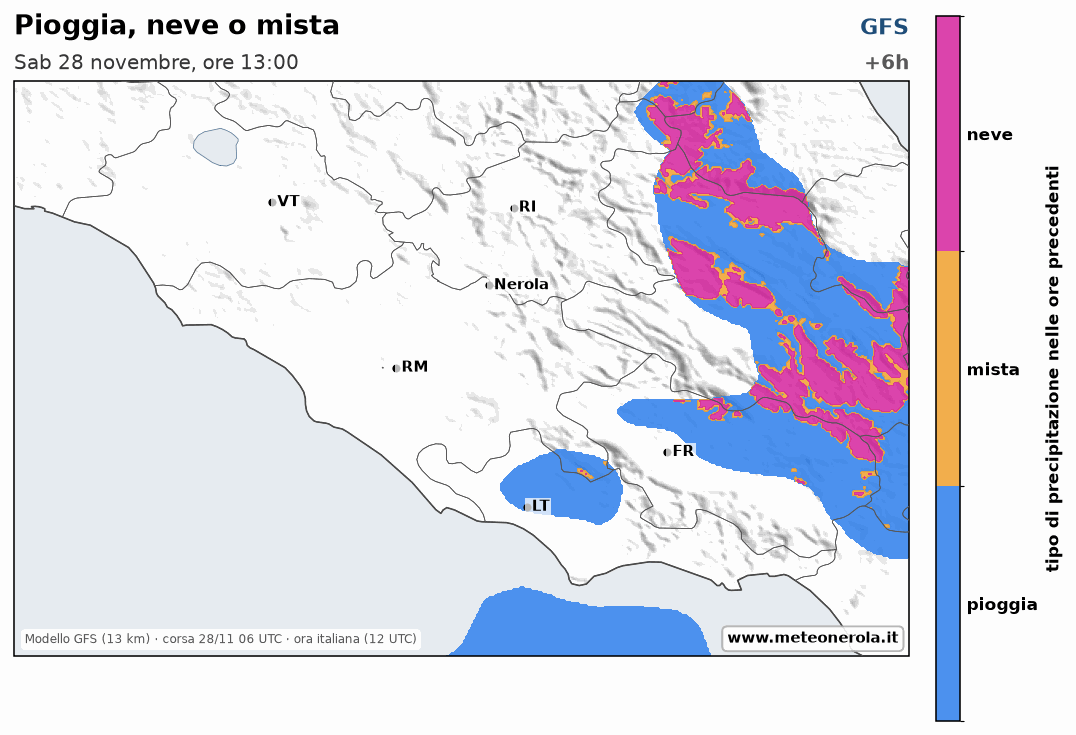 Pioggia, neve o mista
GFS
Sab 28 novembre, ore 13:00
+6h
neve
VT
RI
Nerola
RM
mista
FR
LT
pioggia
tipo di precipitazione nelle ore precedenti
Modello GFS (13 km) · corsa 28/11 06 UTC · ora italiana (12 UTC)
www.meteonerola.it